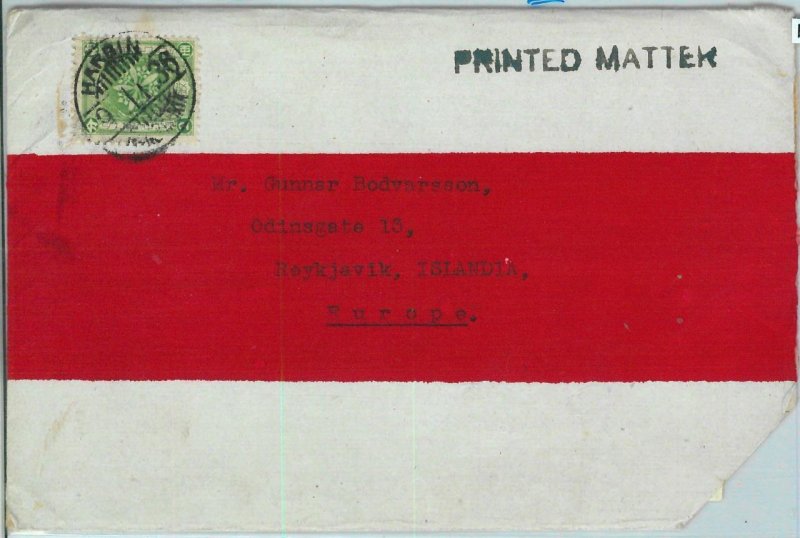 HARBIN
PRINTED MATTER
Mr. Gunnar Bodvarsson,
Odinsgate 13,
Reykjavik, ISLANDIA,
Europe.